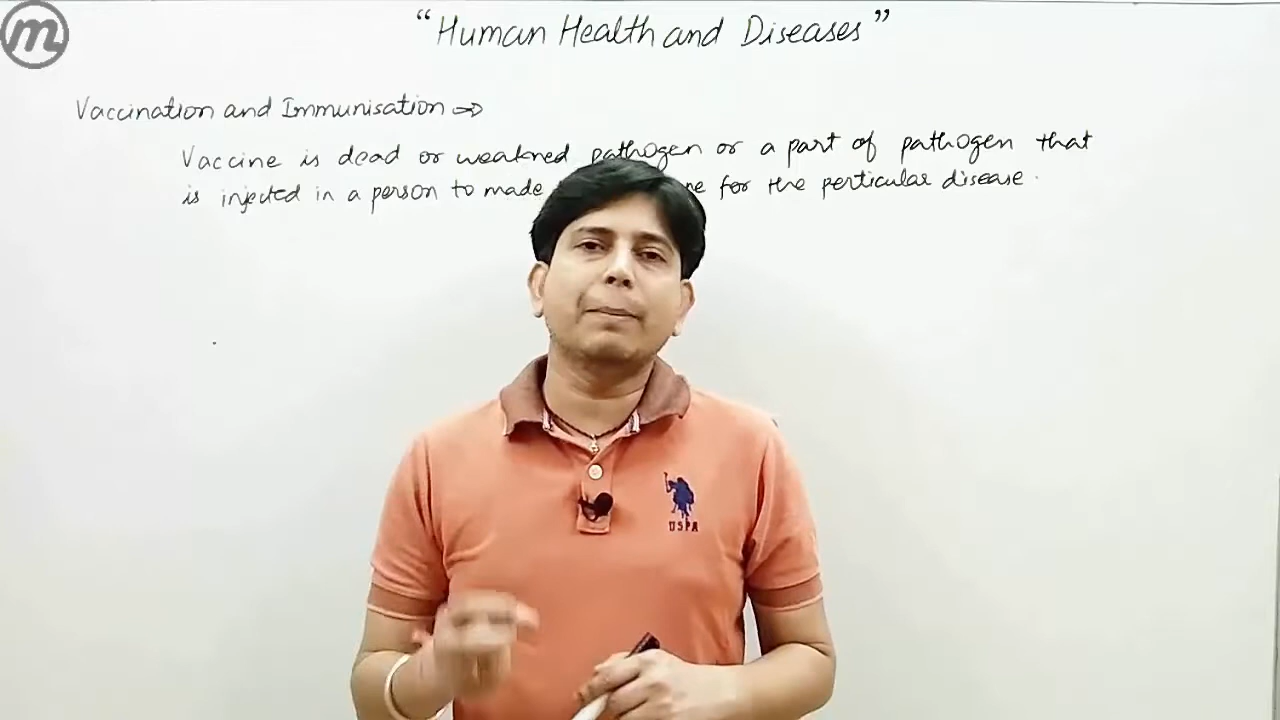 m
“Human Health and Diseases”
Vaccination and Immunisation ⇒
Vaccine is dead or weakned pathogen or a part of pathogen that
is injected in a person to made for the perticular disease.
USPA